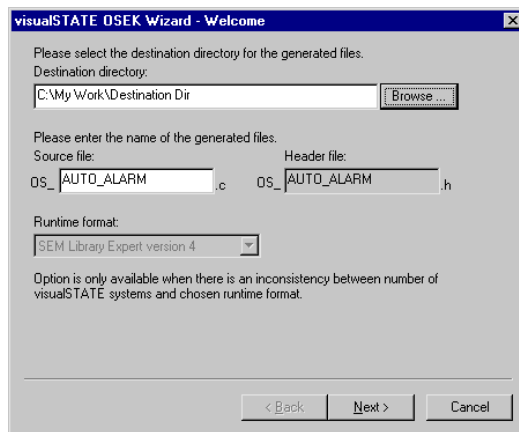 visualSTATE OSEK Wizard - Welcome
Please select the destination directory for the generated files.
Destination directory:
C:\My Work\Destination Dir
Browse ...
Please enter the name of the generated files.
Source file: Header file:
OS_ AUTO_ALARM .c OS_ AUTO_ALARM .h
Runtime format:
SEM Library Expert version 4
Option is only available when there is an inconsistency between number of
visualSTATE systems and chosen runtime format.
< Back Next > Cancel